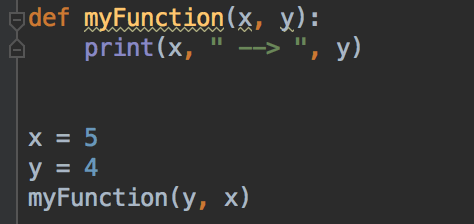 def myFunction(x, y):
    print(x, " --> ", y)
x = 5
y = 4
myFunction(y, x)